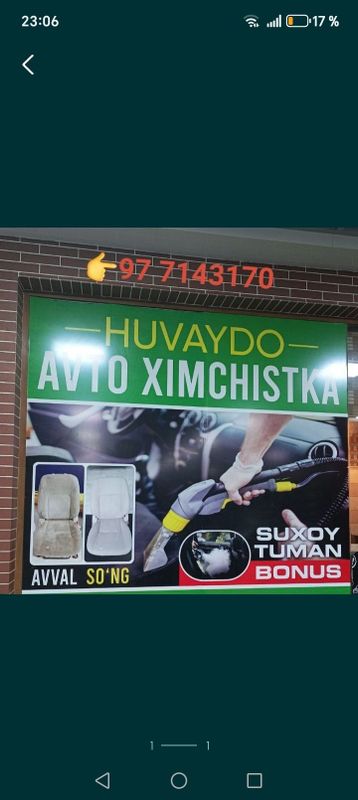 23:06
17 %
👉97 7143170
HUVAYDO
AVTO XIMCHISTKA
AVVAL SO'NG
SUXOY
TUMAN
BONUS
1 1